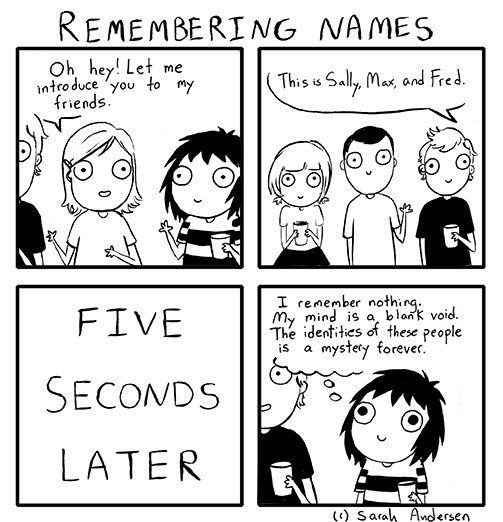 REMEMBERING NAMES
Oh hey! Let me
introduce you to my
friends.
This is Sally, Max, and Fred.
FIVE
SECONDS
LATER
I remember nothing.
My mind is a blank void.
The identities of these people
is a mystery forever.
(c) Sarah Andersen